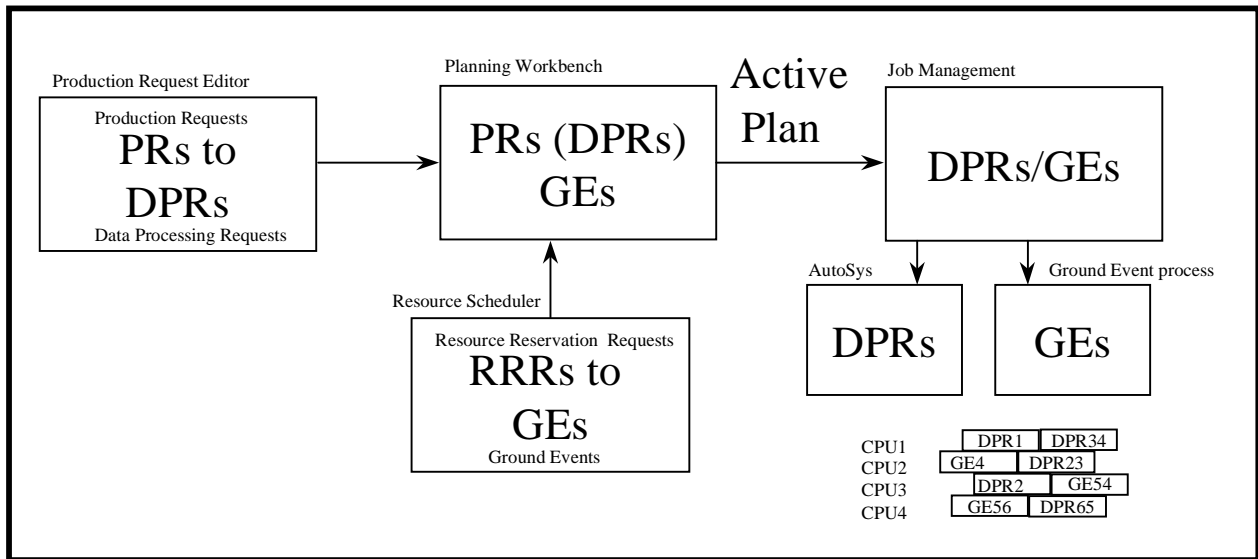 Production Request Editor
Production Requests
PRs to
DPRs
Data Processing Requests
Planning Workbench
PRs (DPRs)
GEs
Active
Plan
Job Management
DPRs/GEs
Resource Scheduler
Resource Reservation Requests
RRRs to
GEs
Ground Events
AutoSys
DPRs
Ground Event process
GEs
CPU1 DPR1 DPR34
CPU2 GE4 DPR23
CPU3 DPR2 GE54
CPU4 GE56 DPR65